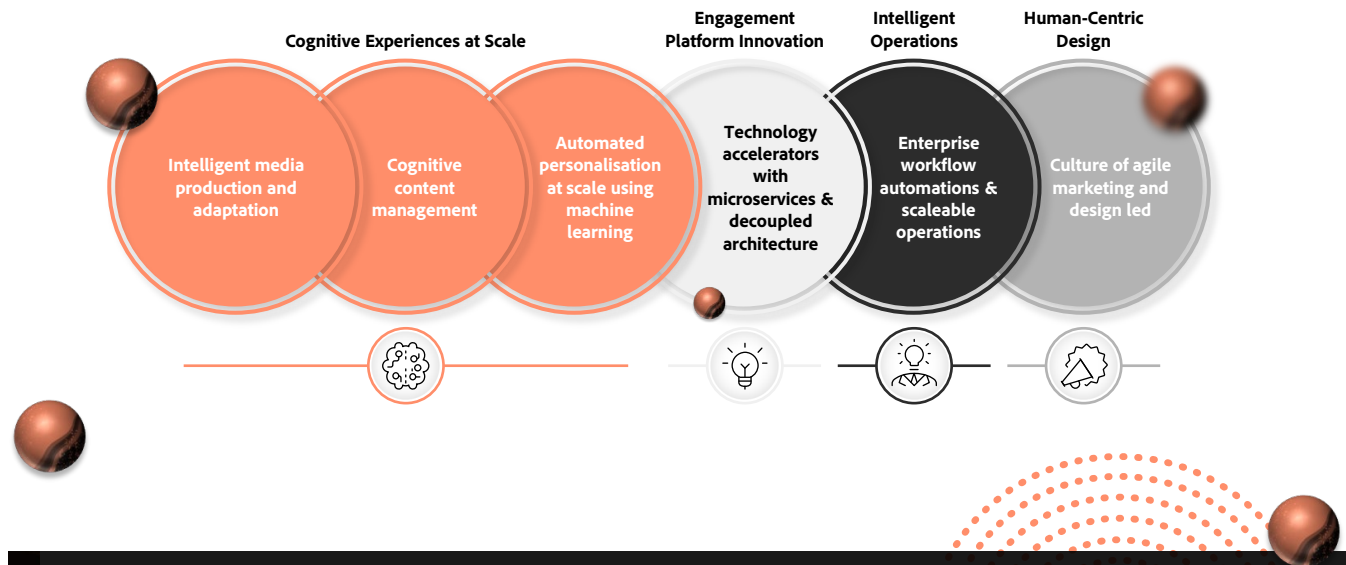 Cognitive Experiences at Scale
Engagement
Platform Innovation
Intelligent
Operations
Human-Centric
Design
Intelligent media
production and
adaptation
Cognitive
content
management
Automated
personalisation
at scale using
machine
learning
Technology
accelerators
with
microservices &
decoupled
architecture
Enterprise
workflow
automations &
scaleable
operations
Culture of agile
marketing and
design led